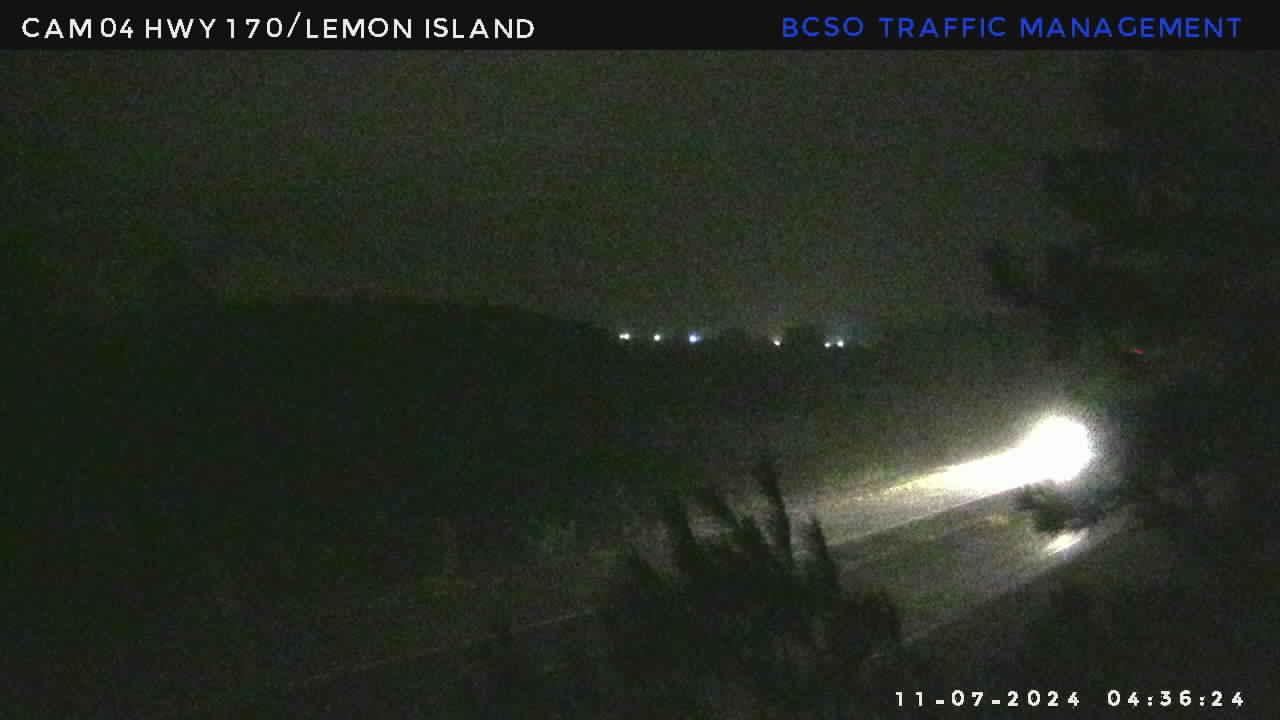 CAM04 HWY 170/LEMON ISLAND
BCSO TRAFFIC MANAGEMENT
11-07-2024 04:36:24